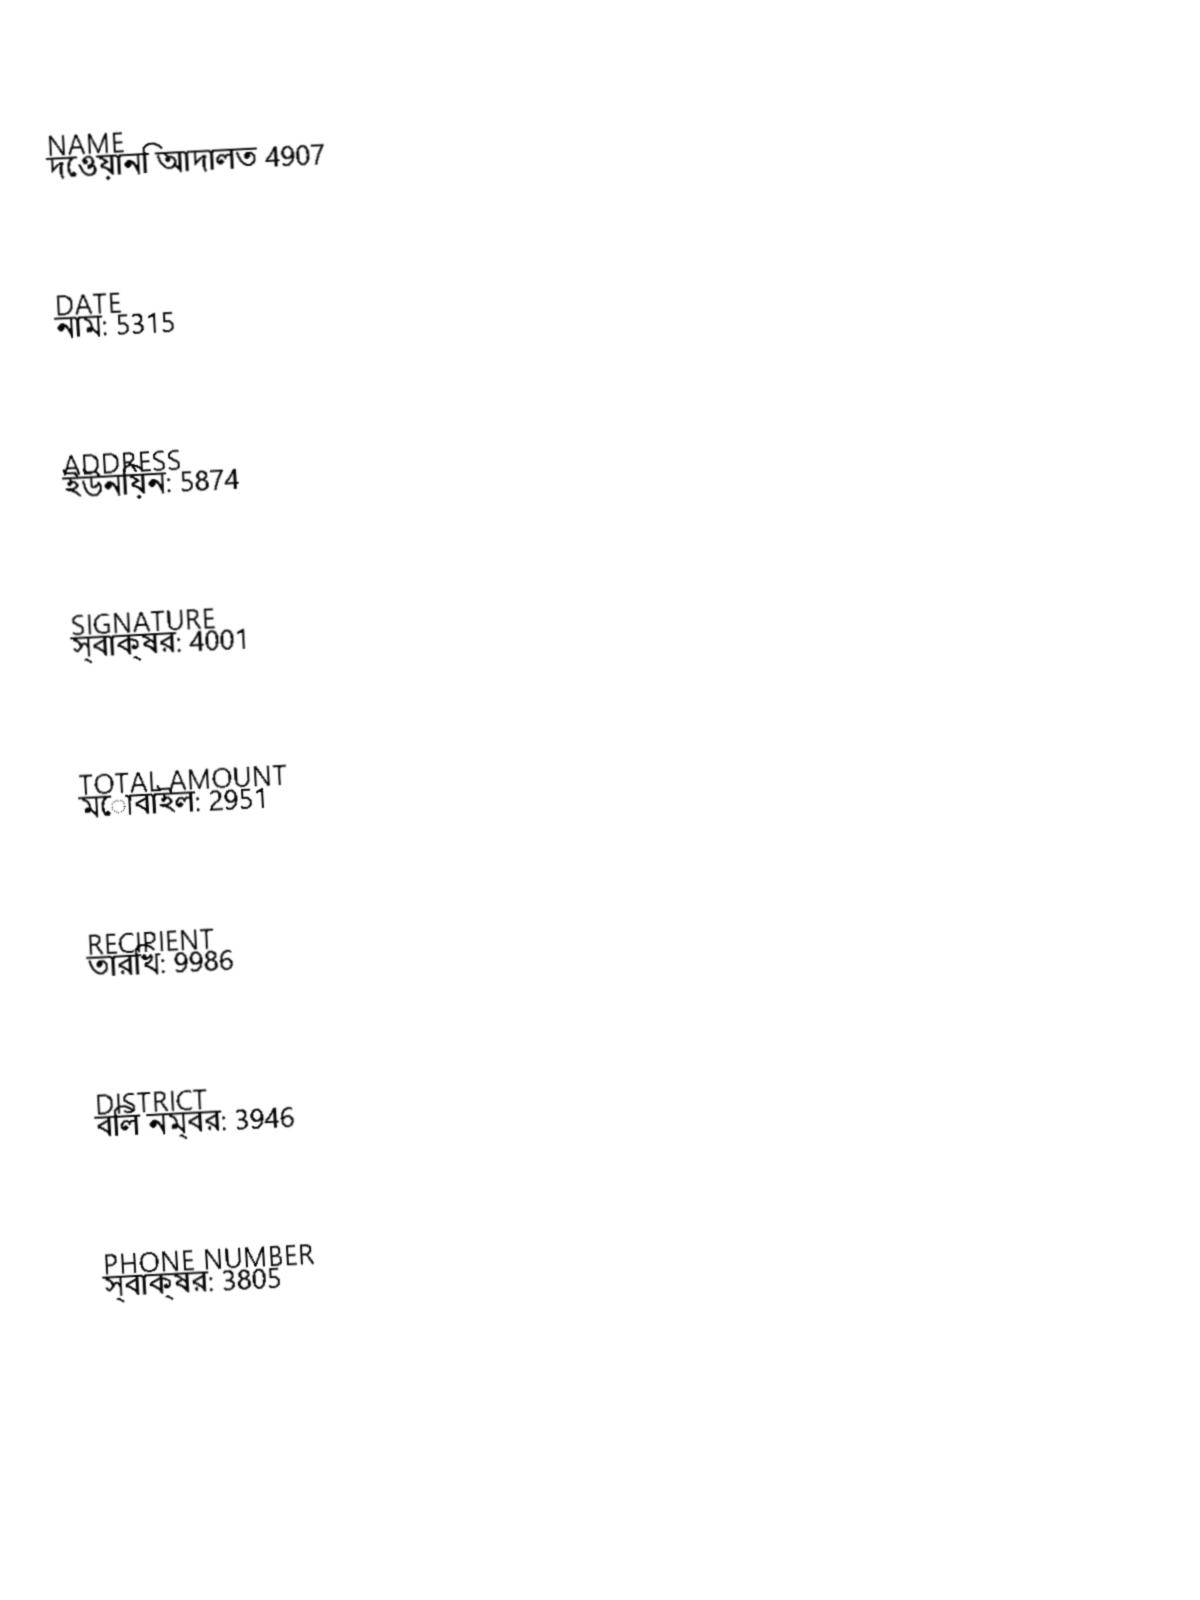 NAME
দেওয়ানি আদালত 4907
DATE
নাম: 5315
ADDRESS
ইউনিয়ন: 5874
SIGNATURE
স্বাক্ষর: 4001
TOTAL AMOUNT
মোবাইল: 2951
RECIPIENT
তারিখ: 9986
DISTRICT
বিল নম্বর: 3946
PHONE NUMBER
স্বাক্ষর: 3805